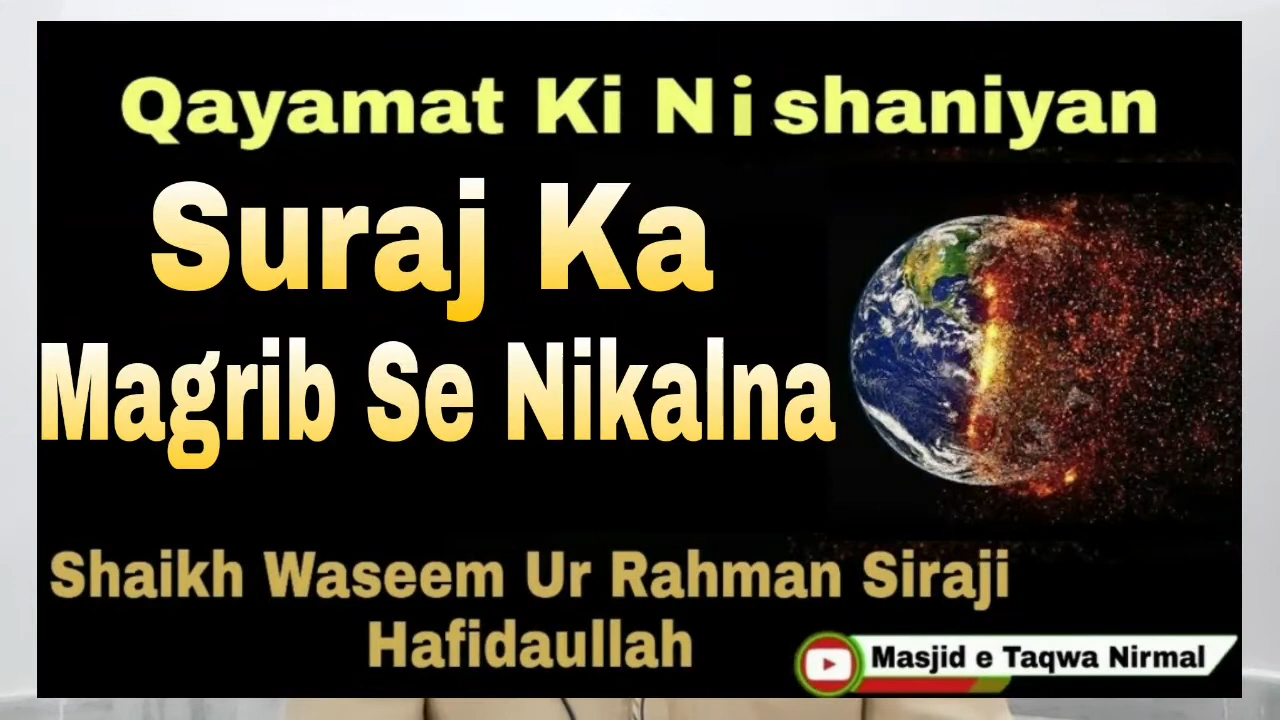 Qayamat Ki Nishaniyan
Suraj Ka
Magrib Se Nikalna
Shaikh Waseem Ur Rahman Siraji
Hafidaullah
Masjid e Taqwa Nirmal